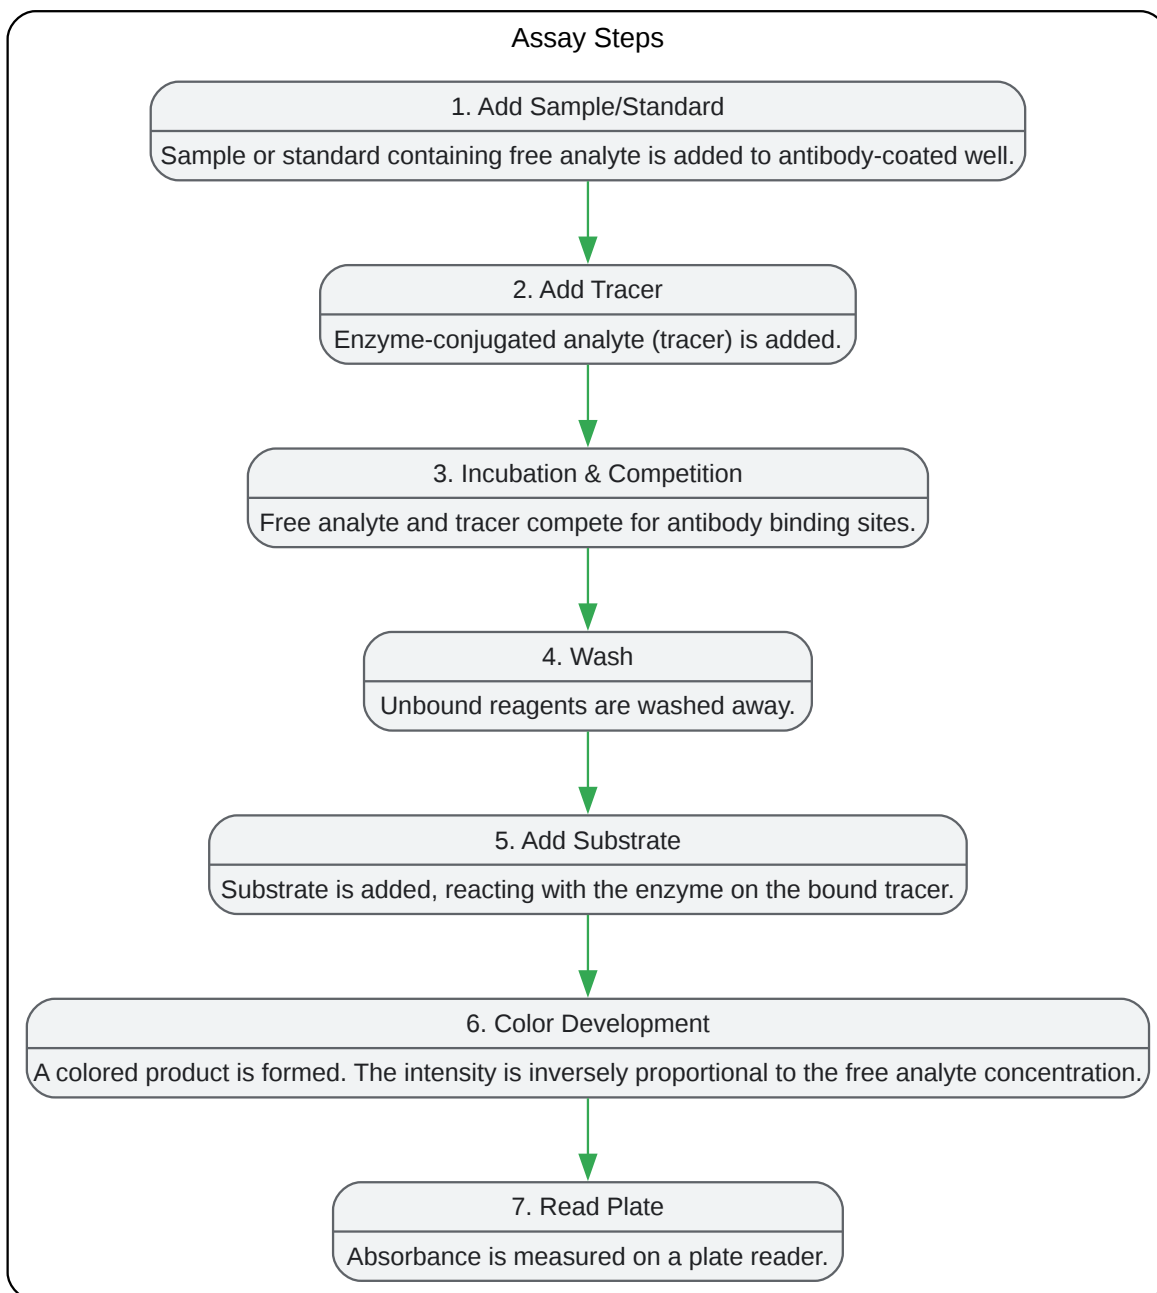 Assay Steps
1. Add Sample/Standard
Sample or standard containing free analyte is added to antibody-coated well.
2. Add Tracer
Enzyme-conjugated analyte (tracer) is added.
3. Incubation & Competition
Free analyte and tracer compete for antibody binding sites.
4. Wash
Unbound reagents are washed away.
5. Add Substrate
Substrate is added, reacting with the enzyme on the bound tracer.
6. Color Development
A colored product is formed. The intensity is inversely proportional to the free analyte concentration.
7. Read Plate
Absorbance is measured on a plate reader.